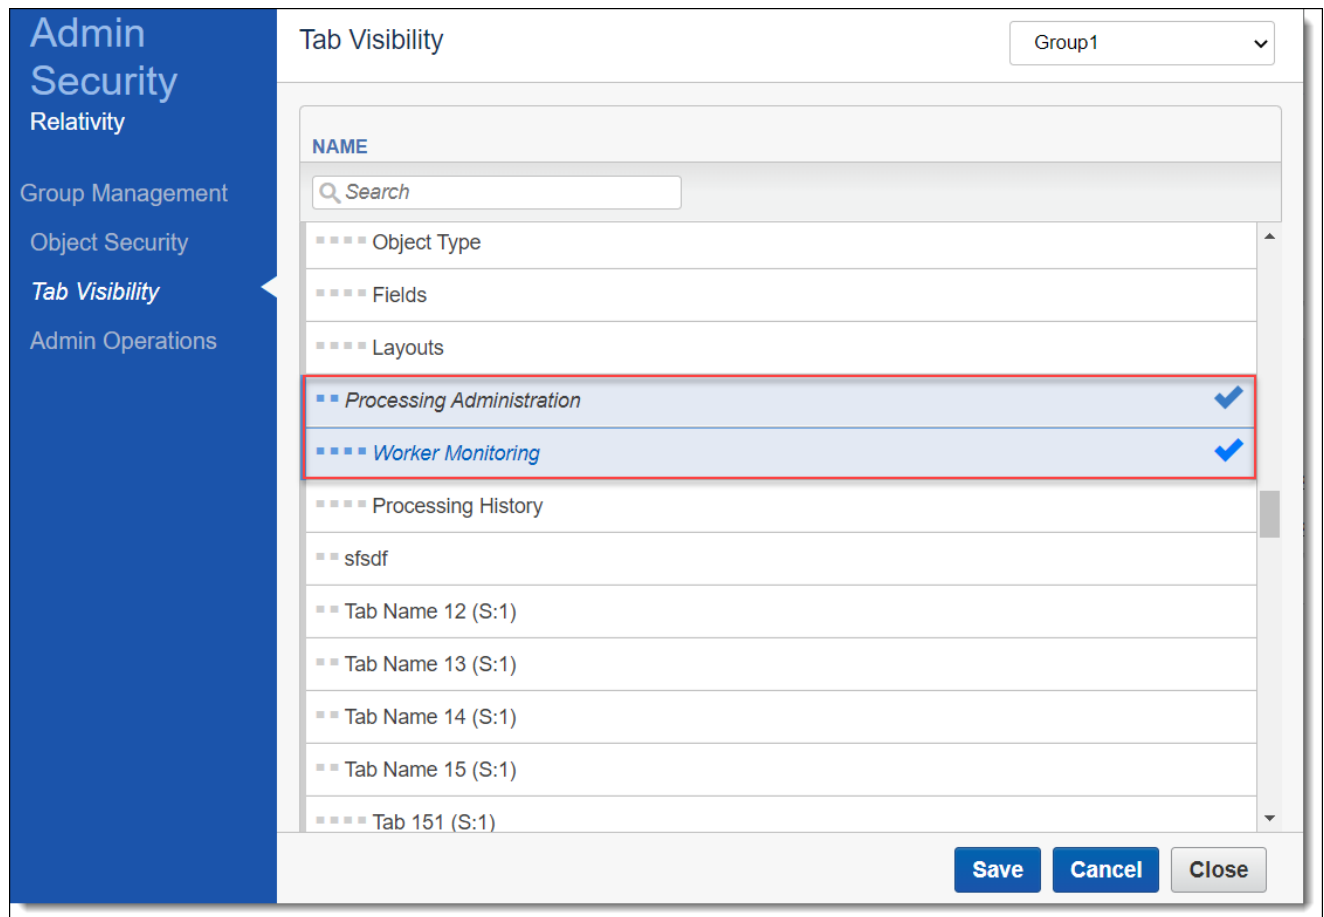 Admin
Security
Relativity
Group Management
Object Security
Tab Visibility
Admin Operations
Tab Visibility
Group1
NAME
Search
Object Type
Fields
Layouts
Processing Administration
Worker Monitoring
Processing History
sfsdf
Tab Name 12 (S:1)
Tab Name 13 (S:1)
Tab Name 14 (S:1)
Tab Name 15 (S:1)
Tab 151 (S:1)
Save
Cancel
Close